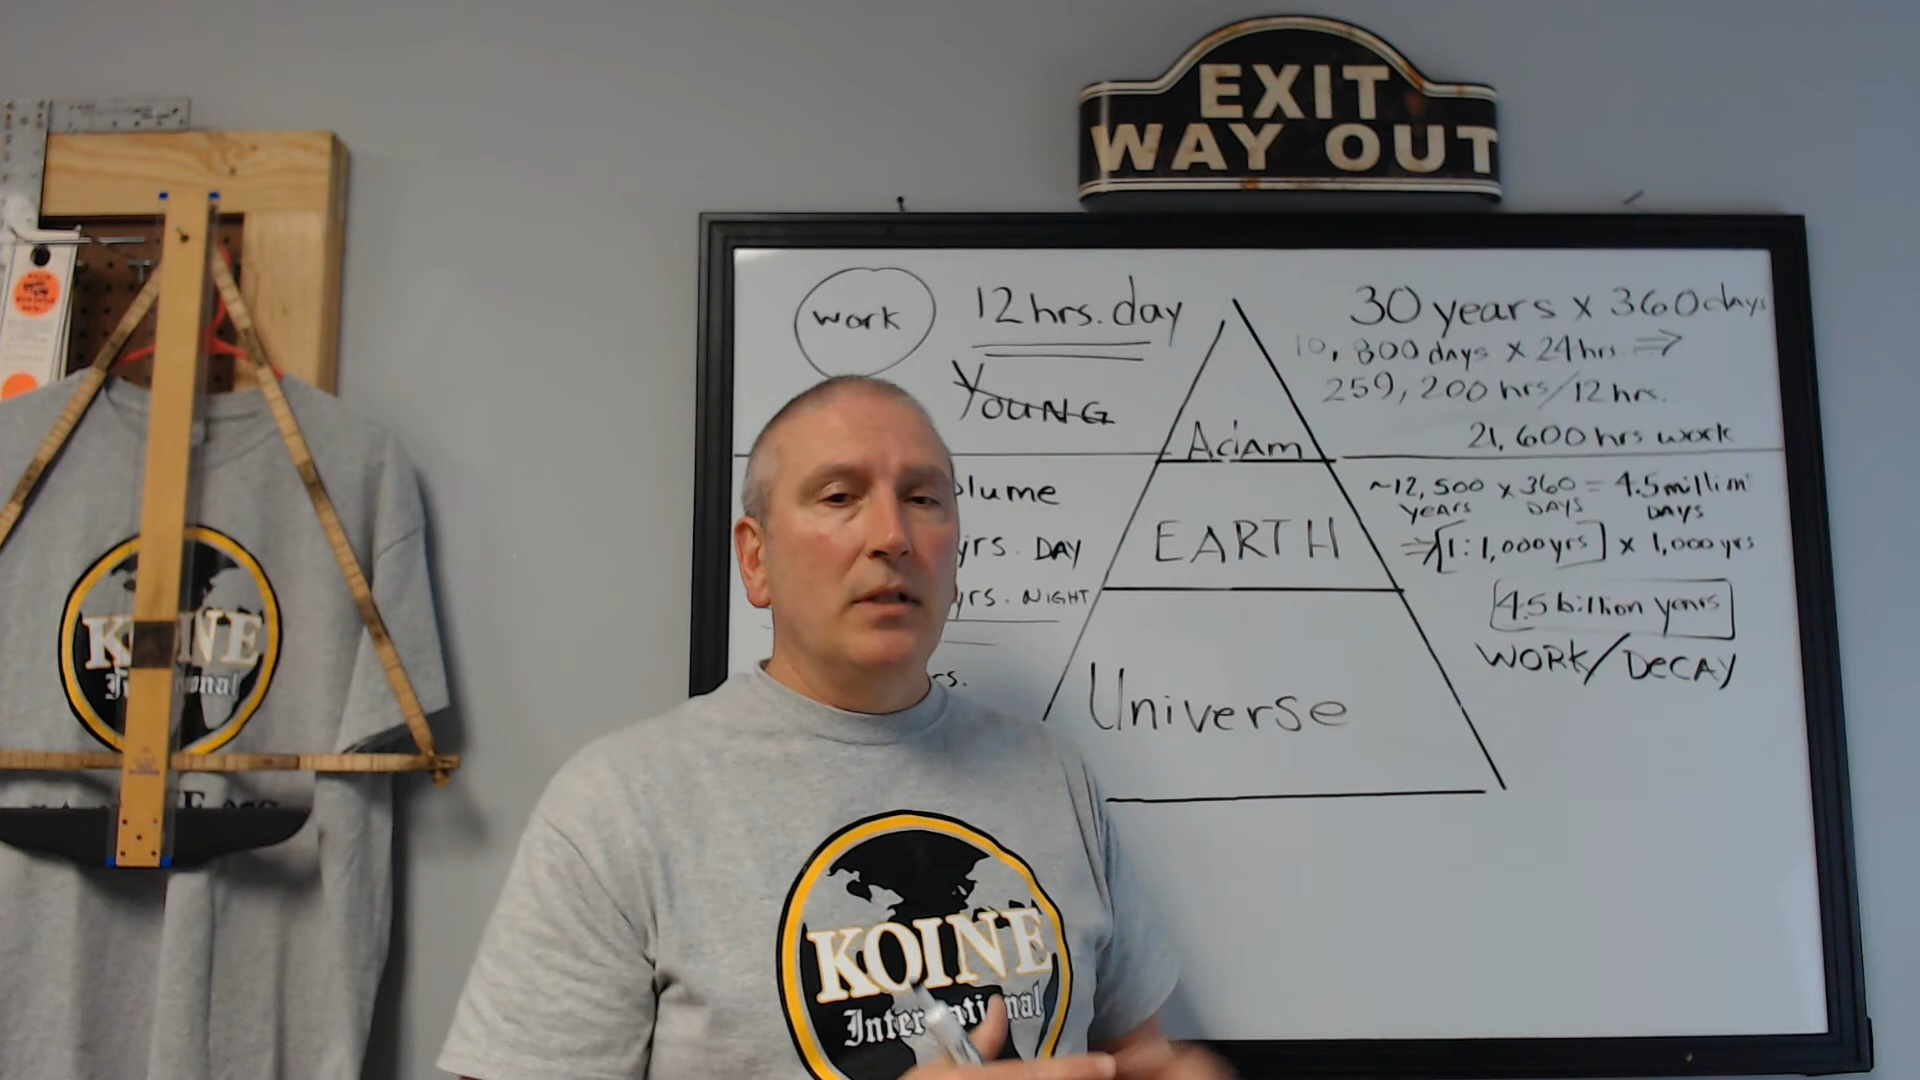 EXIT
WAY OUT
work
12 hrs. day
YOUNG
30 years x 360 days
10,800 days x 24 hrs. ⇒
259,200 hrs/12 hrs.
21,600 hrs work
Adam
lume
yrs. DAY
yrs. NIGHT
rs.
EARTH
Universe
~12,500 x 360 = 4.5 million
years DAYS DAYS
⇒[1:1,000 yrs] x 1,000 yrs
4.5 billion years
WORK/DECAY
KOINE
International
KOINE
International